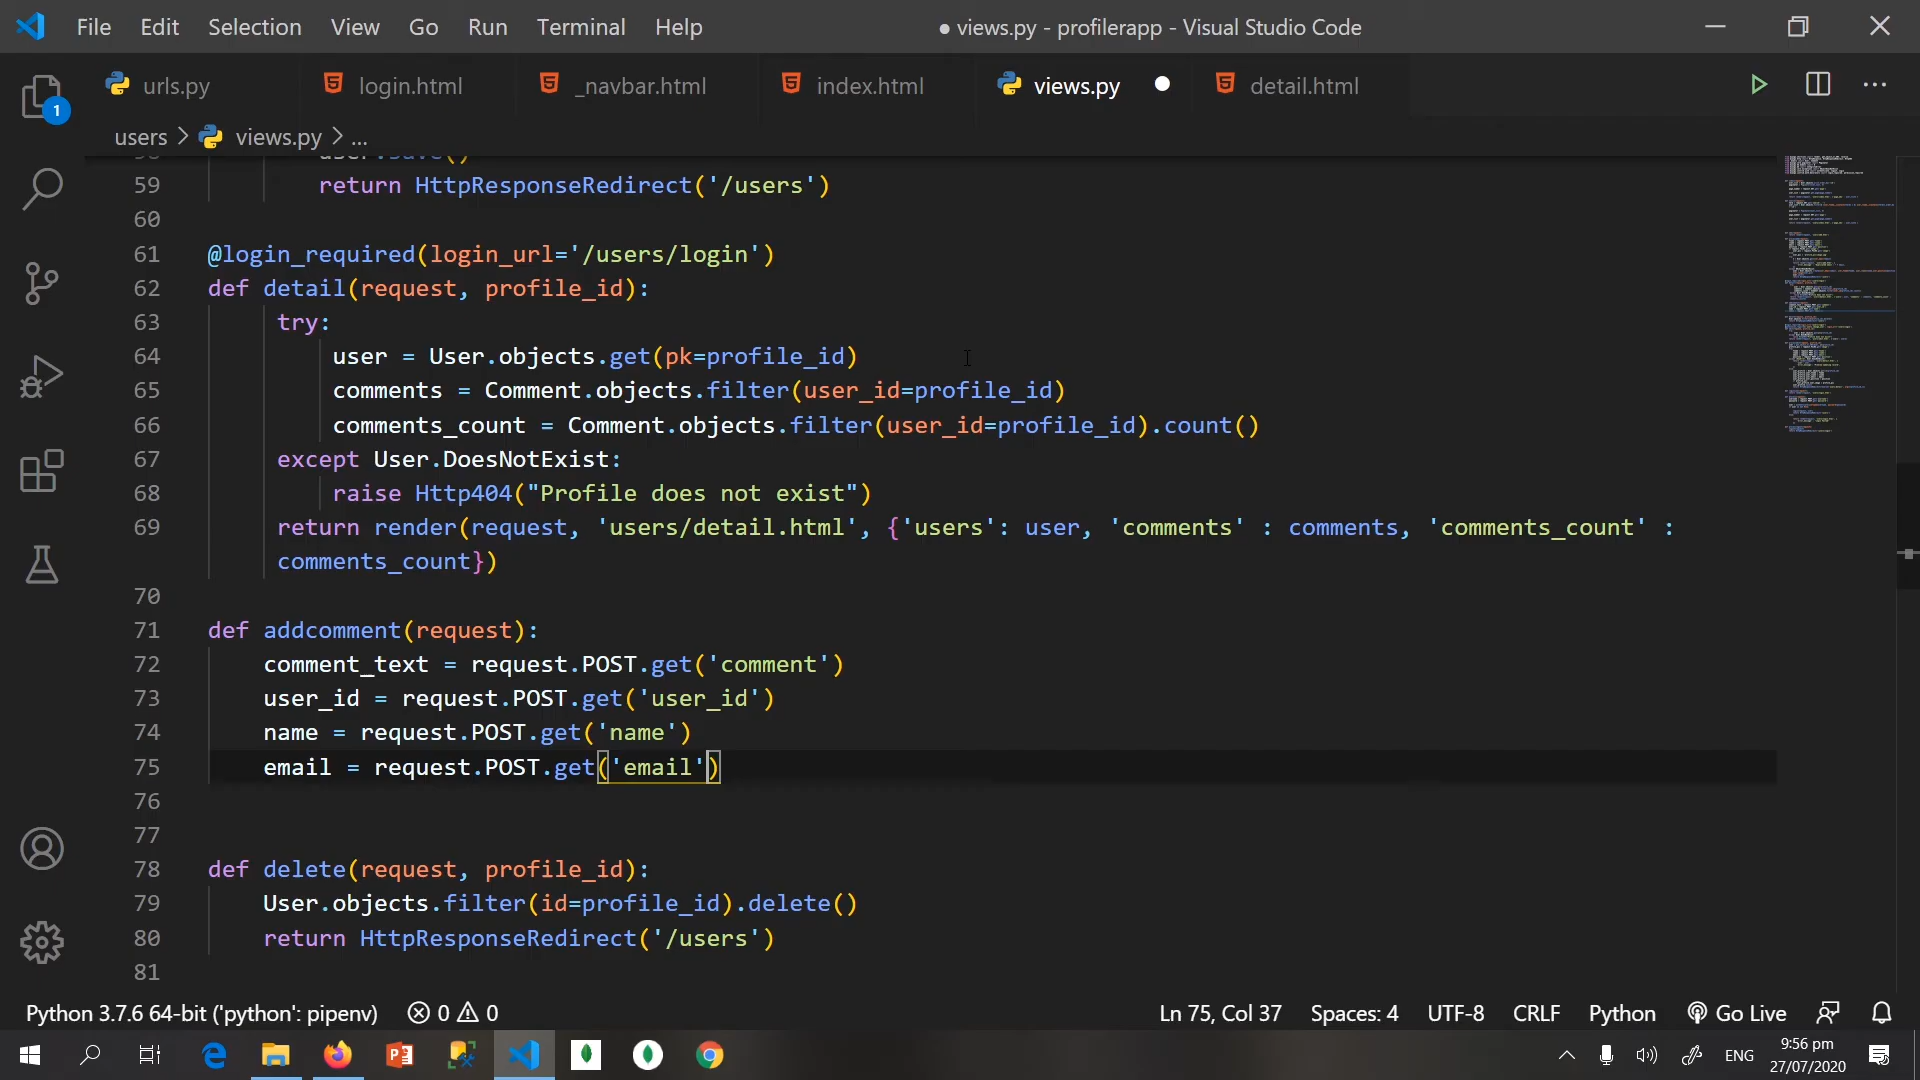 File Edit Selection View Go Run Terminal Help
● views.py - profilerapp - Visual Studio Code
1
urls.py
login.html
_navbar.html
index.html
views.py
detail.html
users > views.py > ...
59 return HttpResponseRedirect('/users')
60
61 @login_required(login_url='/users/login')
62 def detail(request, profile_id):
63 try:
64 user = User.objects.get(pk=profile_id)
65 comments = Comment.objects.filter(user_id=profile_id)
66 comments_count = Comment.objects.filter(user_id=profile_id).count()
67 except User.DoesNotExist:
68 raise Http404("Profile does not exist")
69 return render(request, 'users/detail.html', {'users': user, 'comments' : comments, 'comments_count' :
comments_count})
70
71 def addcomment(request):
72 comment_text = request.POST.get('comment')
73 user_id = request.POST.get('user_id')
74 name = request.POST.get('name')
75 email = request.POST.get('email')
76
77
78 def delete(request, profile_id):
79 User.objects.filter(id=profile_id).delete()
80 return HttpResponseRedirect('/users')
81
Python 3.7.6 64-bit ('python': pipenv) 0 0 Ln 75, Col 37 Spaces: 4 UTF-8 CRLF Python Go Live
ENG
9:56 pm
27/07/2020